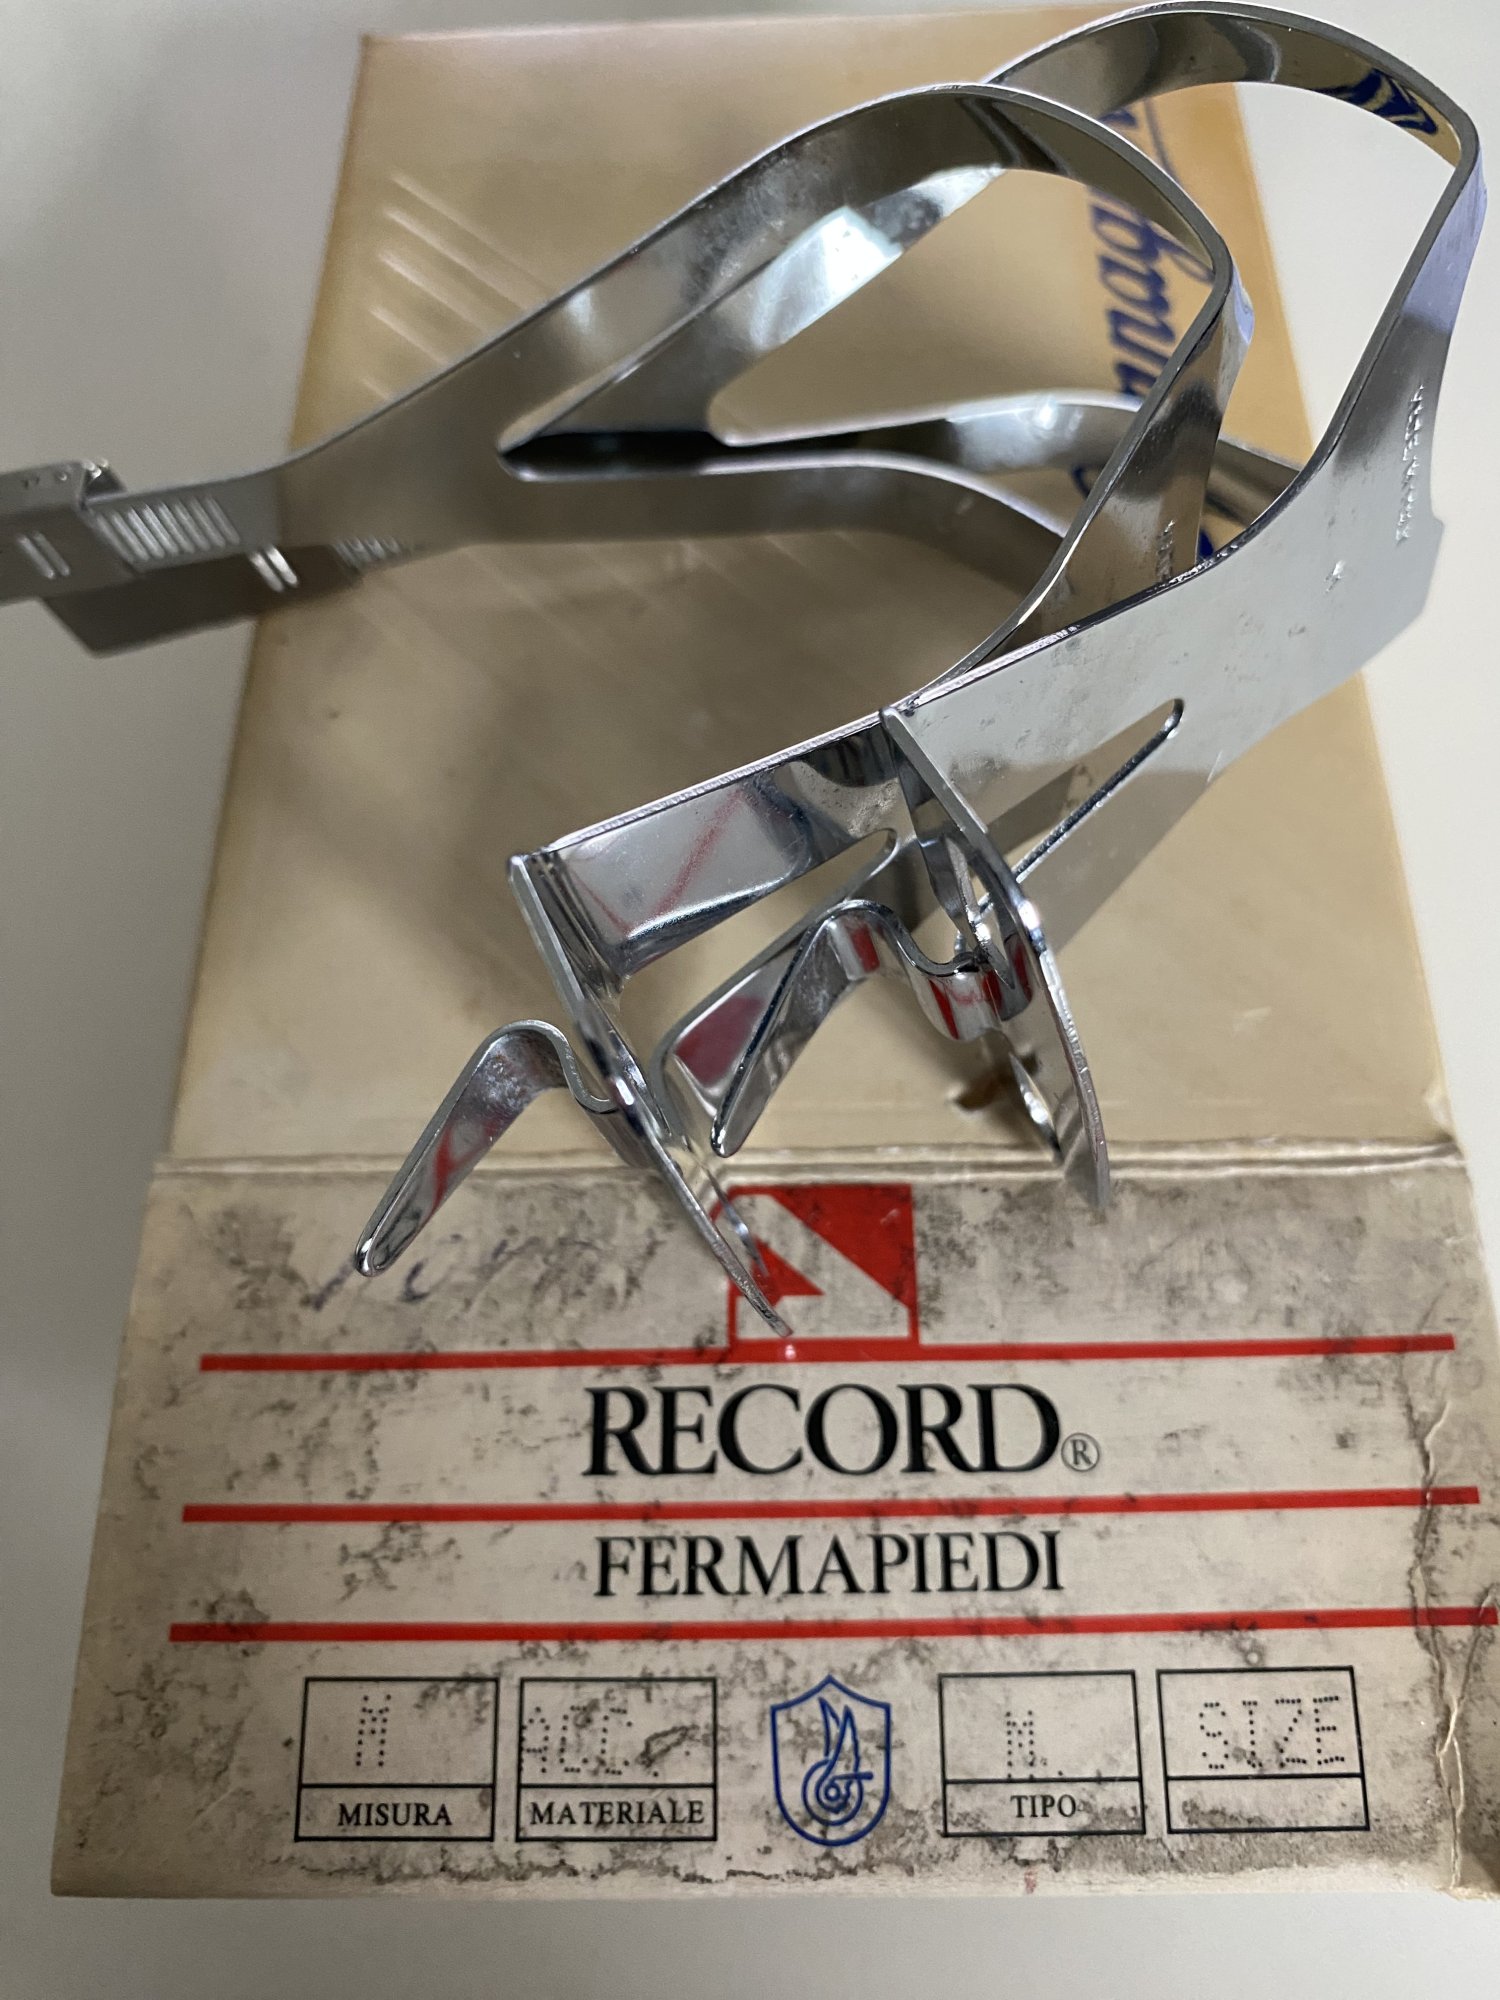 RECORD®
FERMAPIEDI
M ACC. M. SIZE
MISURA MATERIALE TIPO